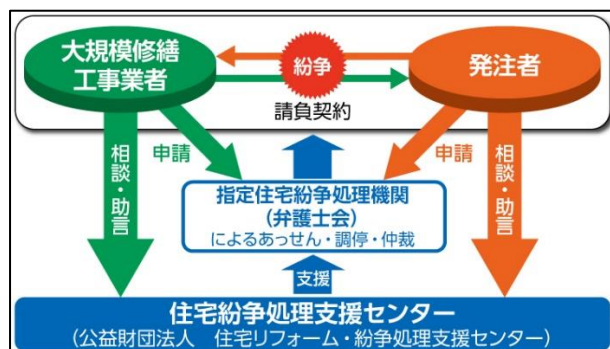 大規模修繕
工事業者
紛争
発注者
請負契約
相談・助言
申請
申請
相談・助言
指定住宅紛争処理機関
(弁護士会)
によるあっせん・調停・仲裁
支援
住宅紛争処理支援センター
(公益財団法人 住宅リフォーム・紛争処理支援センター)